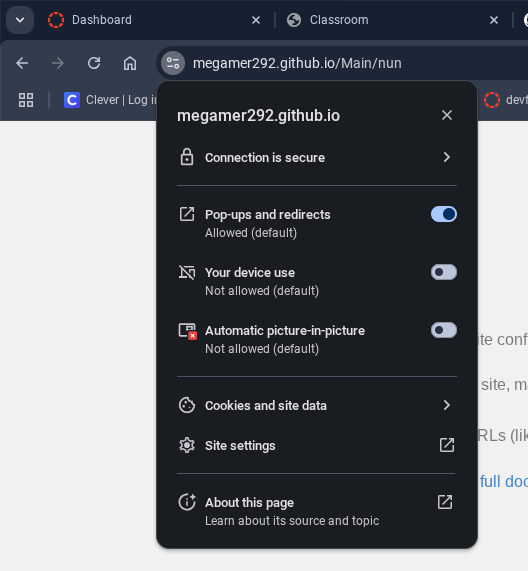 Dashboard
Classroom
megamer292.github.io/Main/nun
Clever | Log in
devf
megamer292.github.io
Connection is secure
Pop-ups and redirects
Allowed (default)
Your device use
Not allowed (default)
Automatic picture-in-picture
Not allowed (default)
Cookies and site data
Site settings
About this page
Learn about its source and topic
ite conf
site, m
RLs (lik
full doc